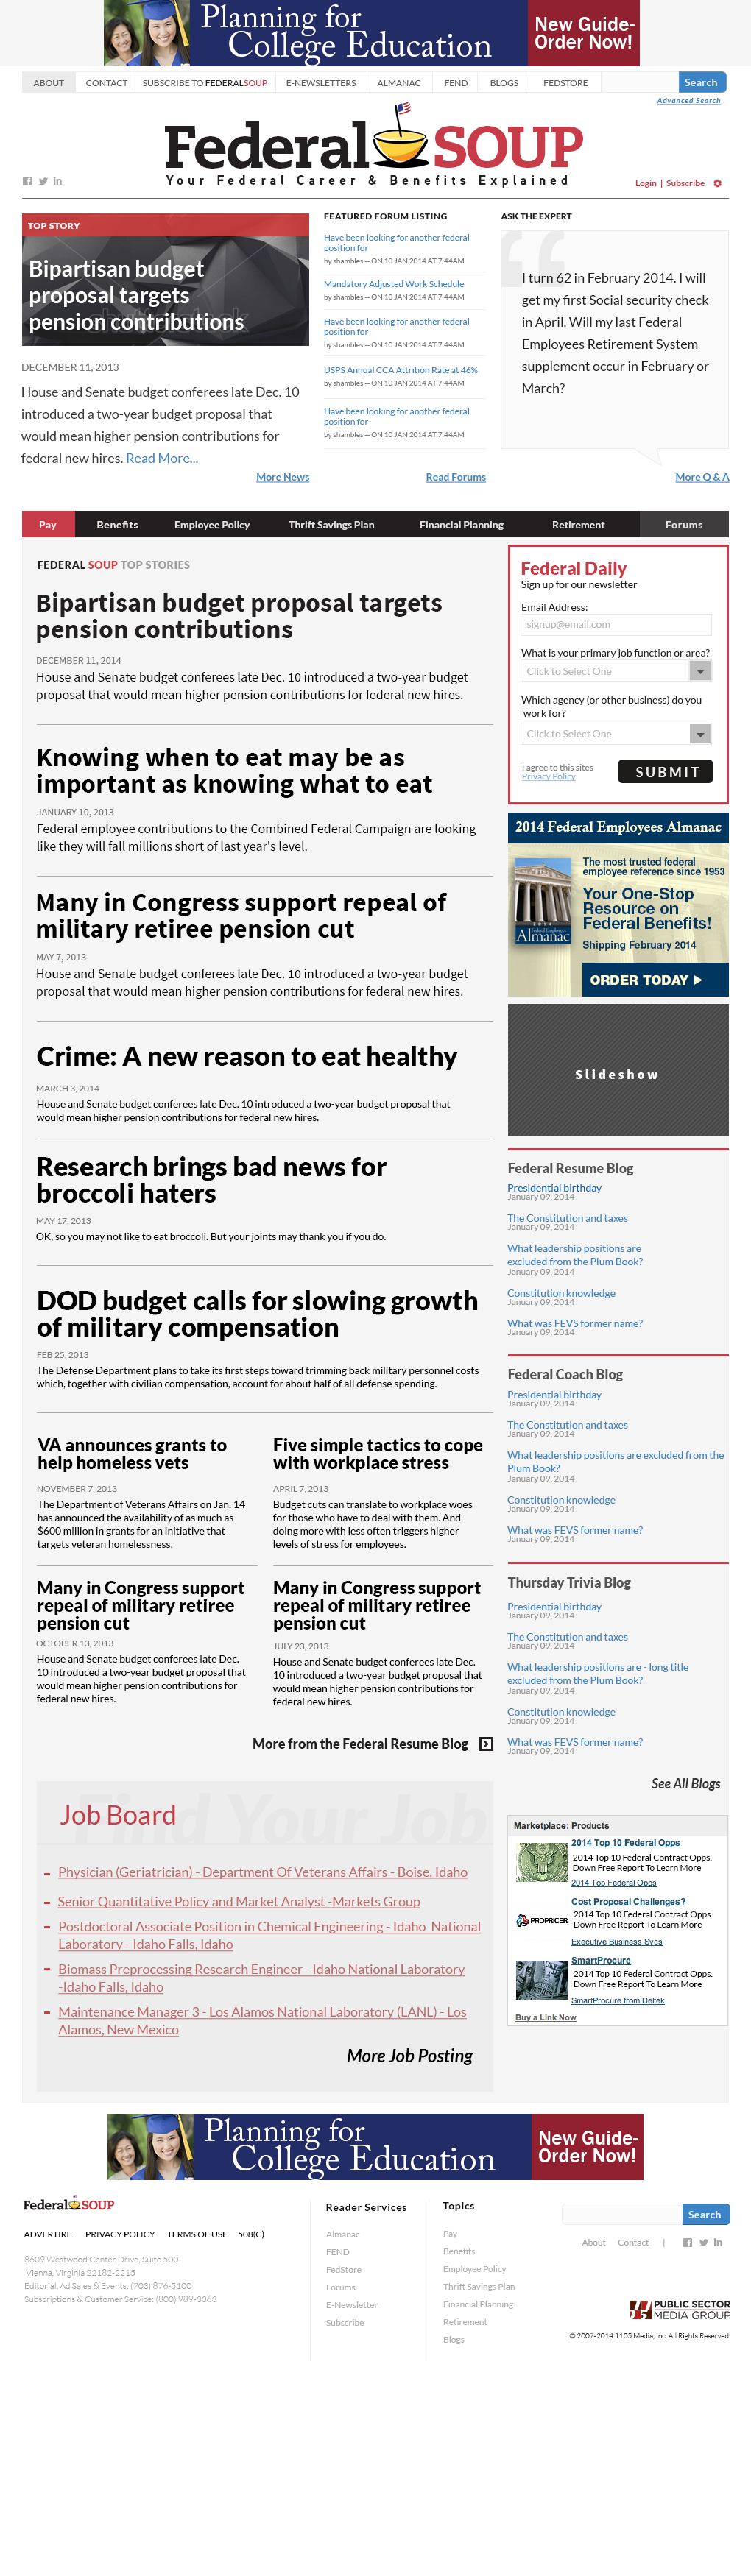 Planning for
College Education
New Guide-
Order Now!
ABOUT
CONTACT
SUBSCRIBE TO FEDERALSOUP
E-NEWSLETTERS
ALMANAC
FEND
BLOGS
FEDSTORE
Search
Advanced Search
Federal SOUP
Your Federal Career & Benefits Explained
Login | Subscribe
TOP STORY
Bipartisan budget
proposal targets
pension contributions
DECEMBER 11, 2013
House and Senate budget conferees late Dec. 10
introduced a two-year budget proposal that
would mean higher pension contributions for
federal new hires. Read More...
More News
FEATURED FORUM LISTING
Have been looking for another federal
position for
by shambles -- ON 10 JAN 2014 AT 7:44AM
Mandatory Adjusted Work Schedule
by shambles -- ON 10 JAN 2014 AT 7:44AM
Have been looking for another federal
position for
by shambles -- ON 10 JAN 2014 AT 7:44AM
USPS Annual CCA Attrition Rate at 46%
by shambles -- ON 10 JAN 2014 AT 7:44AM
Have been looking for another federal
position for
by shambles -- ON 10 JAN 2014 AT 7:44AM
Read Forums
ASK THE EXPERT
I turn 62 in February 2014. I will
get my first Social security check
in April. Will my last Federal
Employees Retirement System
supplement occur in February or
March?
More Q & A
Pay
Benefits
Employee Policy
Thrift Savings Plan
Financial Planning
Retirement
Forums
FEDERAL SOUP TOP STORIES
Bipartisan budget proposal targets
pension contributions
DECEMBER 11, 2014
House and Senate budget conferees late Dec. 10 introduced a two-year budget
proposal that would mean higher pension contributions for federal new hires.
Knowing when to eat may be as
important as knowing what to eat
JANUARY 10, 2013
Federal employee contributions to the Combined Federal Campaign are looking
like they will fall millions short of last year's level.
Many in Congress support repeal of
military retiree pension cut
MAY 7, 2013
House and Senate budget conferees late Dec. 10 introduced a two-year budget
proposal that would mean higher pension contributions for federal new hires.
Crime: A new reason to eat healthy
MARCH 3, 2014
House and Senate budget conferees late Dec. 10 introduced a two-year budget proposal that
would mean higher pension contributions for federal new hires.
Research brings bad news for
broccoli haters
MAY 17, 2013
OK, so you may not like to eat broccoli. But your joints may thank you if you do.
DOD budget calls for slowing growth
of military compensation
FEB 25, 2013
The Defense Department plans to take its first steps toward trimming back military personnel costs
which, together with civilian compensation, account for about half of all defense spending.
VA announces grants to
help homeless vets
NOVEMBER 7, 2013
The Department of Veterans Affairs on Jan. 14
has announced the availability of as much as
$600 million in grants for an initiative that
targets veteran homelessness.
Five simple tactics to cope
with workplace stress
APRIL 7, 2013
Budget cuts can translate to workplace woes
for those who have to deal with them. And
doing more with less often triggers higher
levels of stress for employees.
Many in Congress support
repeal of military retiree
pension cut
OCTOBER 13, 2013
House and Senate budget conferees late Dec.
10 introduced a two-year budget proposal that
would mean higher pension contributions for
federal new hires.
Many in Congress support
repeal of military retiree
pension cut
JULY 23, 2013
House and Senate budget conferees late Dec.
10 introduced a two-year budget proposal that
would mean higher pension contributions for
federal new hires.
More from the Federal Resume Blog
Find Your Job
Job Board
Physician (Geriatrician) - Department Of Veterans Affairs - Boise, Idaho
Senior Quantitative Policy and Market Analyst -Markets Group
Postdoctoral Associate Position in Chemical Engineering - Idaho National
Laboratory - Idaho Falls, Idaho
Biomass Preprocessing Research Engineer - Idaho National Laboratory
-Idaho Falls, Idaho
Maintenance Manager 3 - Los Alamos National Laboratory (LANL) - Los
Alamos, New Mexico
More Job Posting
Federal Daily
Sign up for our newsletter
Email Address:
signup@email.com
What is your primary job function or area?
Click to Select One
Which agency (or other business) do you
work for?
Click to Select One
I agree to this sites
Privacy Policy
SUBMIT
2014 Federal Employees Almanac
The most trusted federal
employee reference since 1953
Your One-Stop
Resource on
Federal Benefits!
Shipping February 2014
2014
Federal Employees
Almanac
ORDER TODAY
Slideshow
Federal Resume Blog
Presidential birthday
January 09, 2014
The Constitution and taxes
January 09, 2014
What leadership positions are
excluded from the Plum Book?
January 09, 2014
Constitution knowledge
January 09, 2014
What was FEVS former name?
January 09, 2014
Federal Coach Blog
Presidential birthday
January 09, 2014
The Constitution and taxes
January 09, 2014
What leadership positions are excluded from the
Plum Book?
January 09, 2014
Constitution knowledge
January 09, 2014
What was FEVS former name?
January 09, 2014
Thursday Trivia Blog
Presidential birthday
January 09, 2014
The Constitution and taxes
January 09, 2014
What leadership positions are - long title
excluded from the Plum Book?
January 09, 2014
Constitution knowledge
January 09, 2014
What was FEVS former name?
January 09, 2014
See All Blogs
Marketplace: Products
2014 Top 10 Federal Opps
2014 Top 10 Federal Contract Opps.
Down Free Report To Learn More
2014 Top Federal Opps
Cost Proposal Challenges?
PROPRICER
2014 Top 10 Federal Contract Opps.
Down Free Report To Learn More
Executive Business Svcs
SmartProcure
2014 Top 10 Federal Contract Opps.
Down Free Report To Learn More
SmartProcure from Deltek
Buy a Link Now
Planning for
College Education
New Guide-
Order Now!
Federal SOUP
ADVERTIRE
PRIVACY POLICY
TERMS OF USE
508(C)
8609 Westwood Center Drive, Suite 500
Vienna, Virginia 22182-2215
Editorial, Ad Sales & Events: (703) 876-5100
Subscriptions & Customer Service: (800) 989-3363
Reader Services
Almanac
FEND
FedStore
Forums
E-Newsletter
Subscribe
Topics
Pay
Benefits
Employee Policy
Thrift Savings Plan
Financial Planning
Retirement
Blogs
Search
About
Contact
|
PUBLIC SECTOR
MEDIA GROUP
© 2007-2014 1105 Media, Inc. All Rights Reserved.